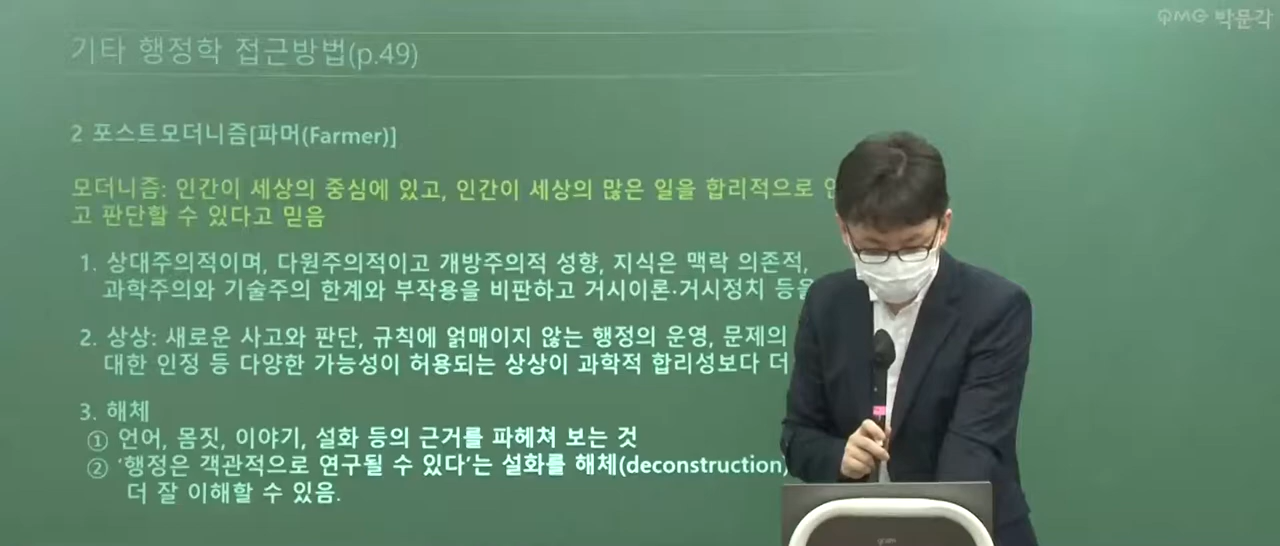 PMG 박문각
기타 행정학 접근방법(p.49)
2 포스트모더니즘[파머(Farmer)]
모더니즘: 인간이 세상의 중심에 있고, 인간이 세상의 많은 일을 합리적으로
고 판단할 수 있다고 믿음
1. 상대주의적이며, 다원주의적이고 개방주의적 성향, 지식은 맥락 의존적,
과학주의와 기술주의 한계와 부작용을 비판하고 거시이론·거시정치 등을
2. 상상: 새로운 사고와 판단, 규칙에 얽매이지 않는 행정의 운영, 문제의
대한 인정 등 다양한 가능성이 허용되는 상상이 과학적 합리성보다 더
3. 해체
① 언어, 몸짓, 이야기, 설화 등의 근거를 파헤쳐 보는 것
② '행정은 객관적으로 연구될 수 있다'는 설화를 해체(deconstruction)
더 잘 이해할 수 있음.
gram